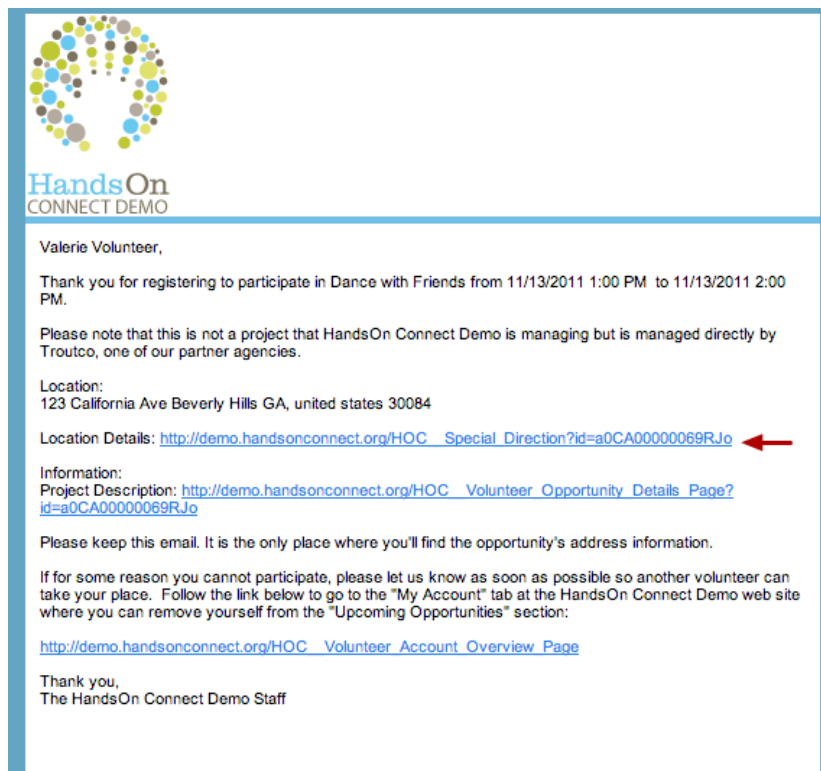 HandsOn
CONNECT DEMO
Valerie Volunteer,
Thank you for registering to participate in Dance with Friends from 11/13/2011 1:00 PM  to 11/13/2011 2:00
PM.
Please note that this is not a project that HandsOn Connect Demo is managing but is managed directly by
Troutco, one of our partner agencies.
Location:
123 California Ave Beverly Hills GA, united states 30084
Location Details: http://demo.handsonconnect.org/HOC__Special_Direction?id=a0CA00000069RJo
Information:
Project Description: http://demo.handsonconnect.org/HOC__Volunteer_Opportunity_Details_Page?
id=a0CA00000069RJo
Please keep this email. It is the only place where you'll find the opportunity's address information.
If for some reason you cannot participate, please let us know as soon as possible so another volunteer can
take your place.  Follow the link below to go to the "My Account" tab at the HandsOn Connect Demo web site
where you can remove yourself from the "Upcoming Opportunities" section:
http://demo.handsonconnect.org/HOC__Volunteer_Account_Overview_Page
Thank you,
The HandsOn Connect Demo Staff